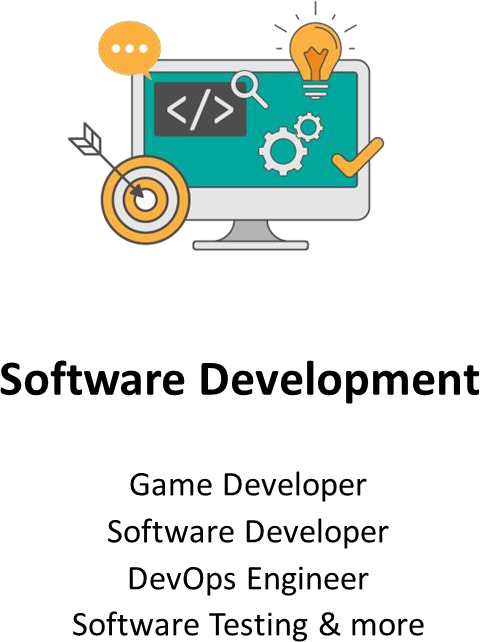 </>
Software Development
Game Developer
Software Developer
DevOps Engineer
Software Testing & more